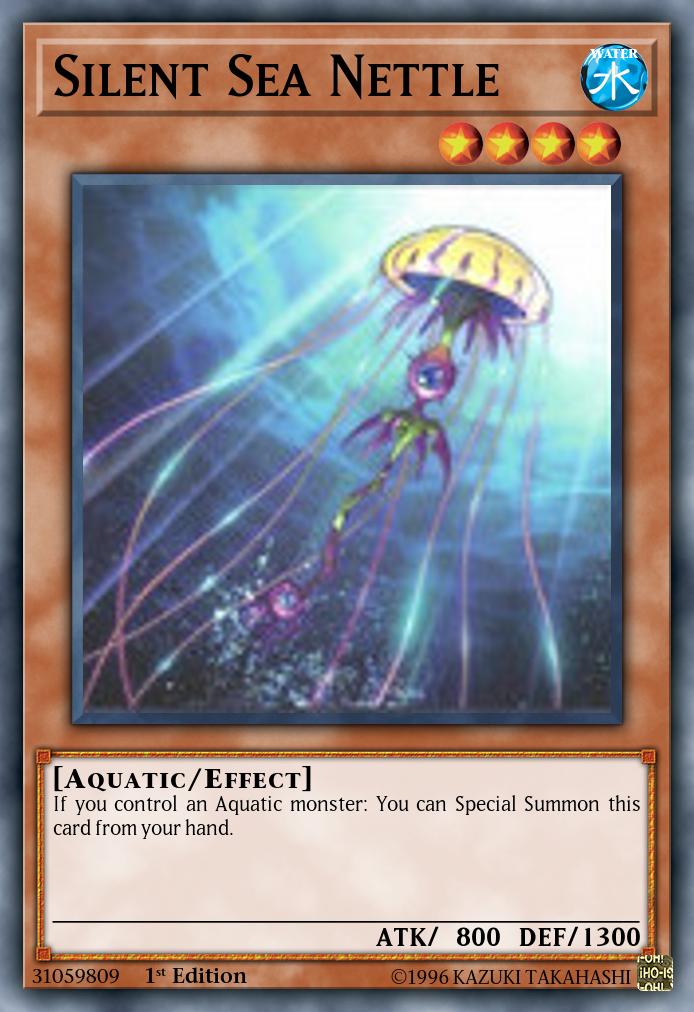 Silent Sea Nettle
WATER
水
[Aquatic/Effect]
If you control an Aquatic monster: You can Special Summon this
card from your hand.
ATK/ 800 DEF/1300
31059809 1st Edition ©1996 KAZUKI TAKAHASHI